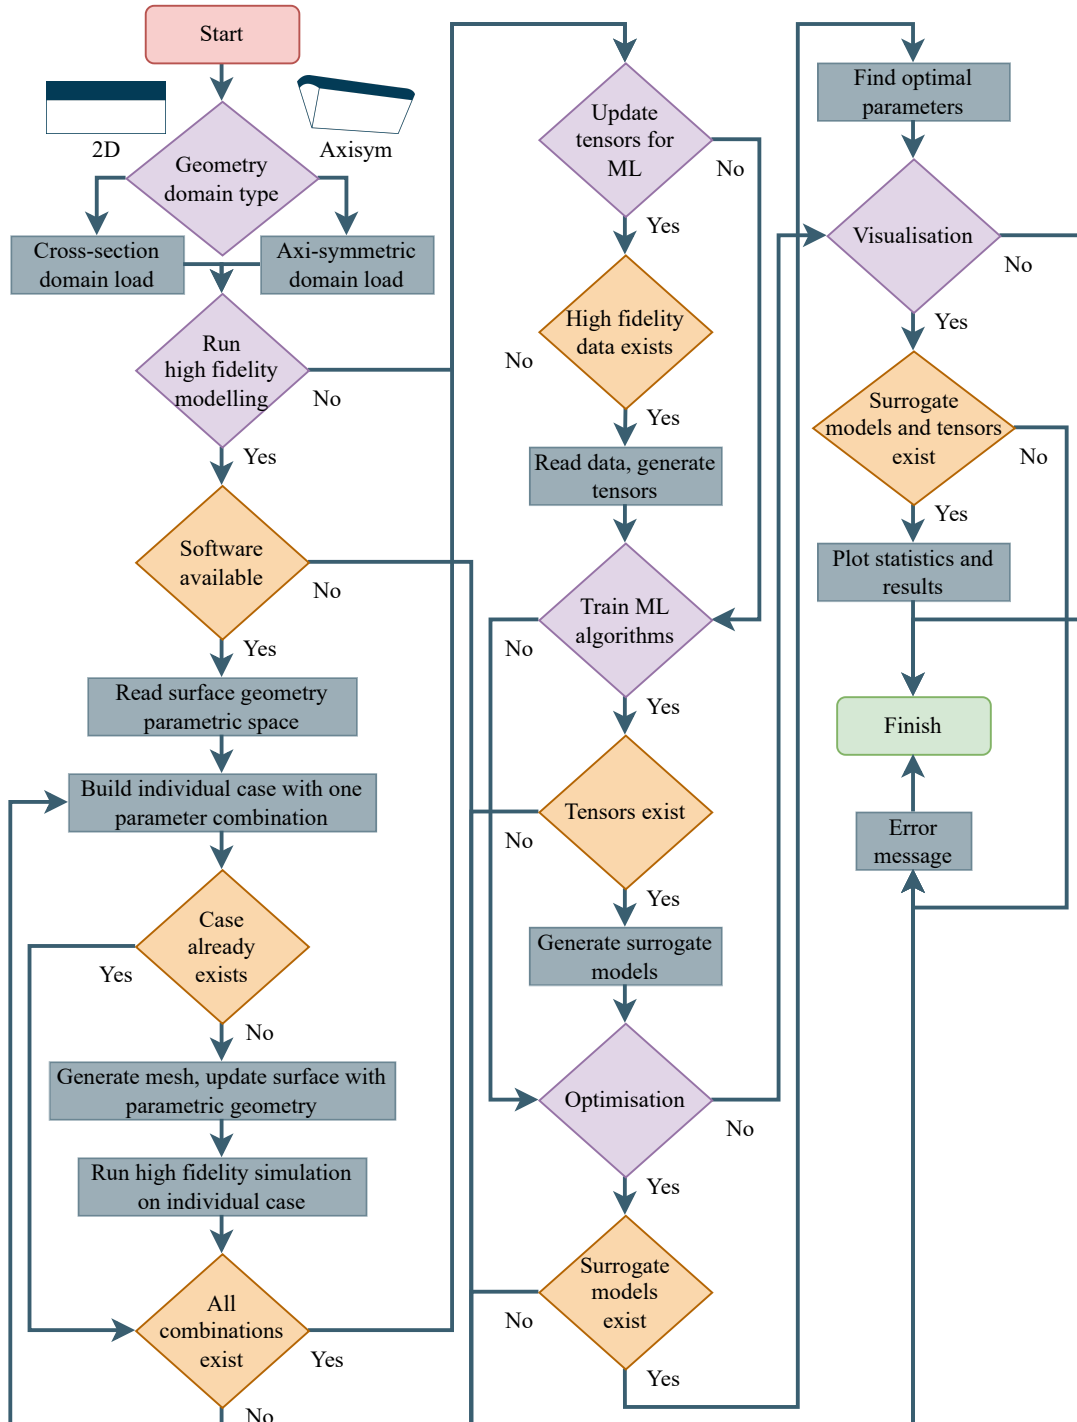 Start
2D
Axisym
Geometry
domain type
Cross-section
domain load
Axi-symmetric
domain load
Run
high fidelity
modelling
No
Yes
Software
available
No
Yes
Read surface geometry
parametric space
Build individual case with one
parameter combination
Case
already
exists
Yes
No
Generate mesh, update surface with
parametric geometry
Run high fidelity simulation
on individual case
All
combinations
exist
Yes
No
Update
tensors for
ML
No
Yes
High fidelity
data exists
No
Yes
Read data, generate
tensors
Train ML
algorithms
No
Yes
Tensors exist
No
Yes
Generate surrogate
models
Optimisation
No
Yes
Surrogate
models
exist
No
Yes
Find optimal
parameters
Visualisation
No
Yes
Surrogate
models and tensors
exist
No
Yes
Plot statistics and
results
Finish
Error
message